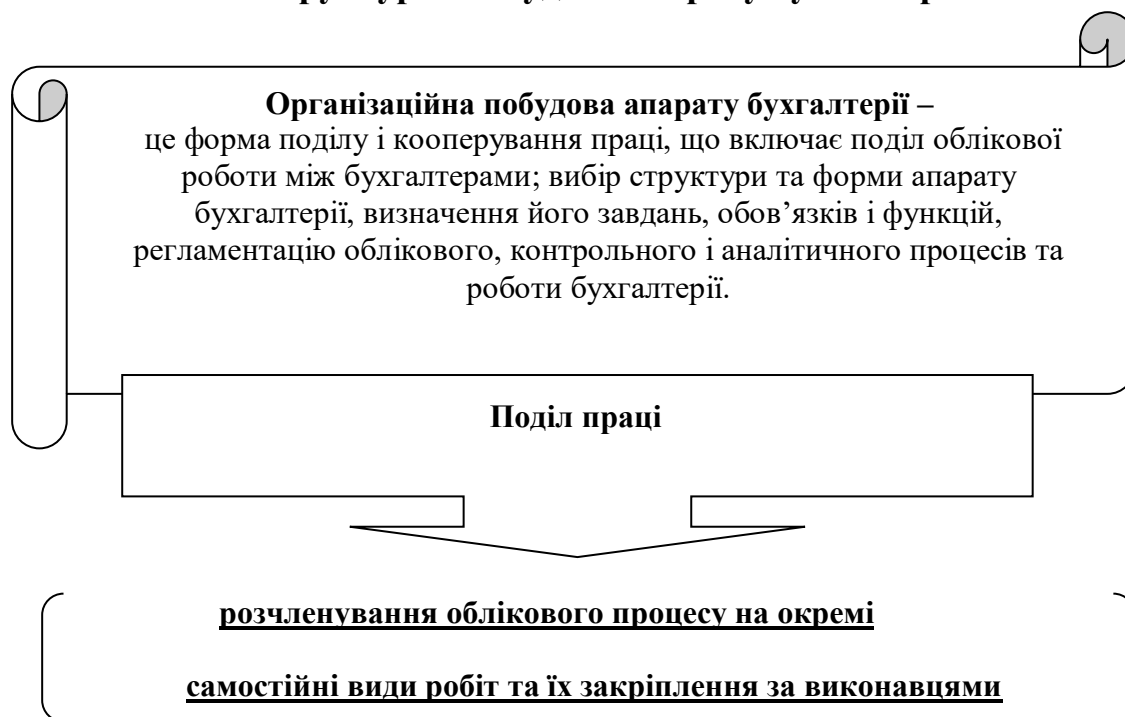 Організаційна побудова апарату бухгалтерії –
це форма поділу і кооперування праці, що включає поділ облікової
роботи між бухгалтерами; вибір структури та форми апарату
бухгалтерії, визначення його завдань, обов’язків і функцій,
регламентацію облікового, контрольного і аналітичного процесів та
роботи бухгалтерії.
Поділ праці
розчленування облікового процесу на окремі
самостійні види робіт та їх закріплення за виконавцями